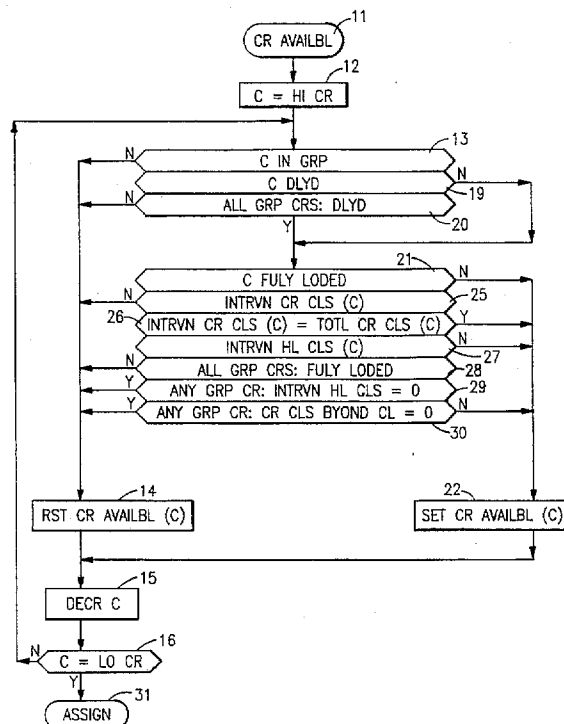 CR AVAILBL
11
12
C = HI CR
13
N
C IN GRP
C DLYD
N
19
N
ALL GRP CRS: DLYD
20
Y
21
C FULY LODED
N
N
INTRVN CR CLS (C)
25
26
INTRVN CR CLS (C) = TOTL CR CLS (C)
Y
INTRVN HL CLS (C)
N
27
N
ALL GRP CRS: FULY LODED
28
Y
ANY GRP CR: INTRVN HL CLS = 0
29
Y
ANY GRP CR: CR CLS BYOND CL = 0
N
30
14
RST CR AVAILBL (C)
22
SET CR AVAILBL (C)
15
DECR C
16
N
C = LO CR
Y
31
ASSIGN